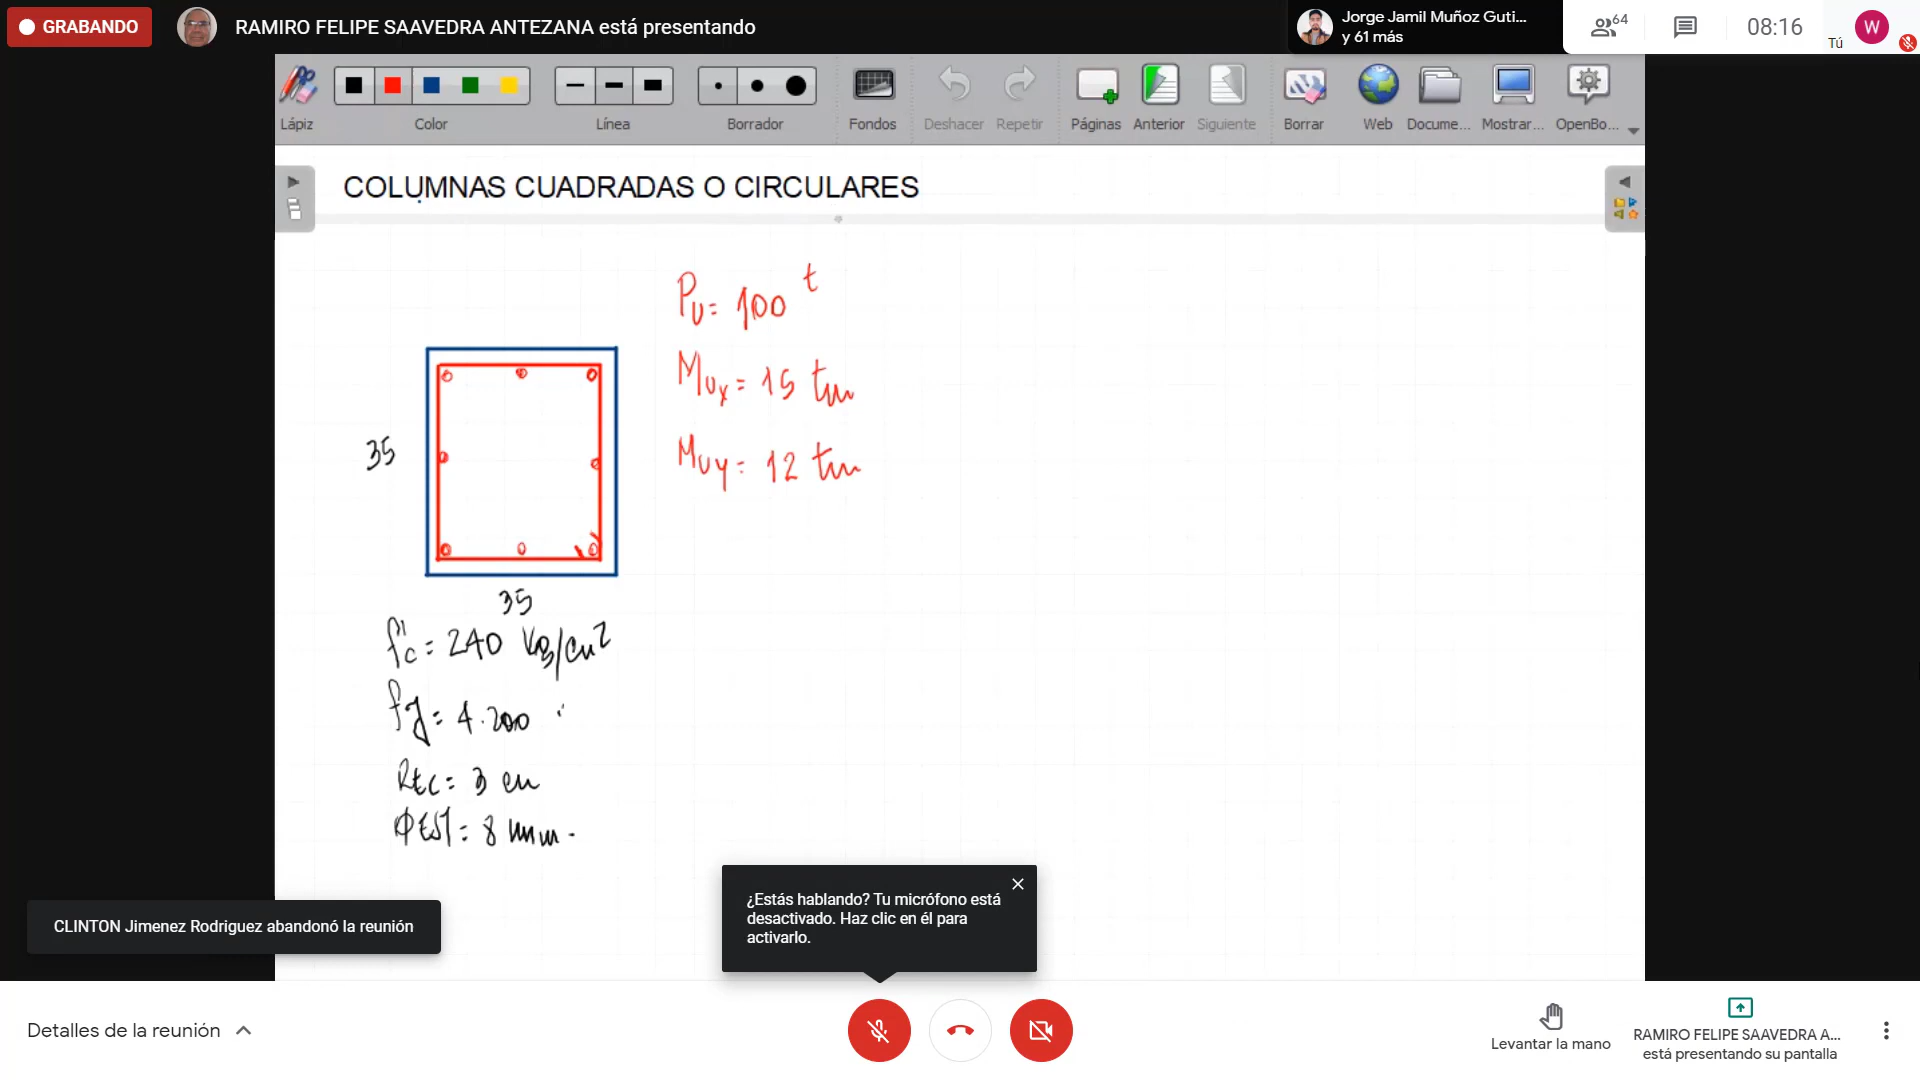 GRABANDO
RAMIRO FELIPE SAAVEDRA ANTEZANA está presentando
Jorge Jamil Muñoz Guti...
y 61 más
64
08:16
Tú
W
Lápiz
Color
Línea
Borrador
Fondos
Deshacer
Repetir
Páginas
Anterior
Siguiente
Borrar
Web
Docume...
Mostrar...
OpenBo...
COLUMNAS CUADRADAS O CIRCULARES
Pu = 100 t
Mux = 15 tm
Muy = 12 tm
35
35
f'c = 240 Kg/cm2
fy = 4.200 "
Rec = 3 cm
ϕEST = 8 mm.
¿Estás hablando? Tu micrófono está
desactivado. Haz clic en él para
activarlo.
CLINTON Jimenez Rodriguez abandonó la reunión
Detalles de la reunión
Levantar la mano
RAMIRO FELIPE SAAVEDRA A...
está presentando su pantalla